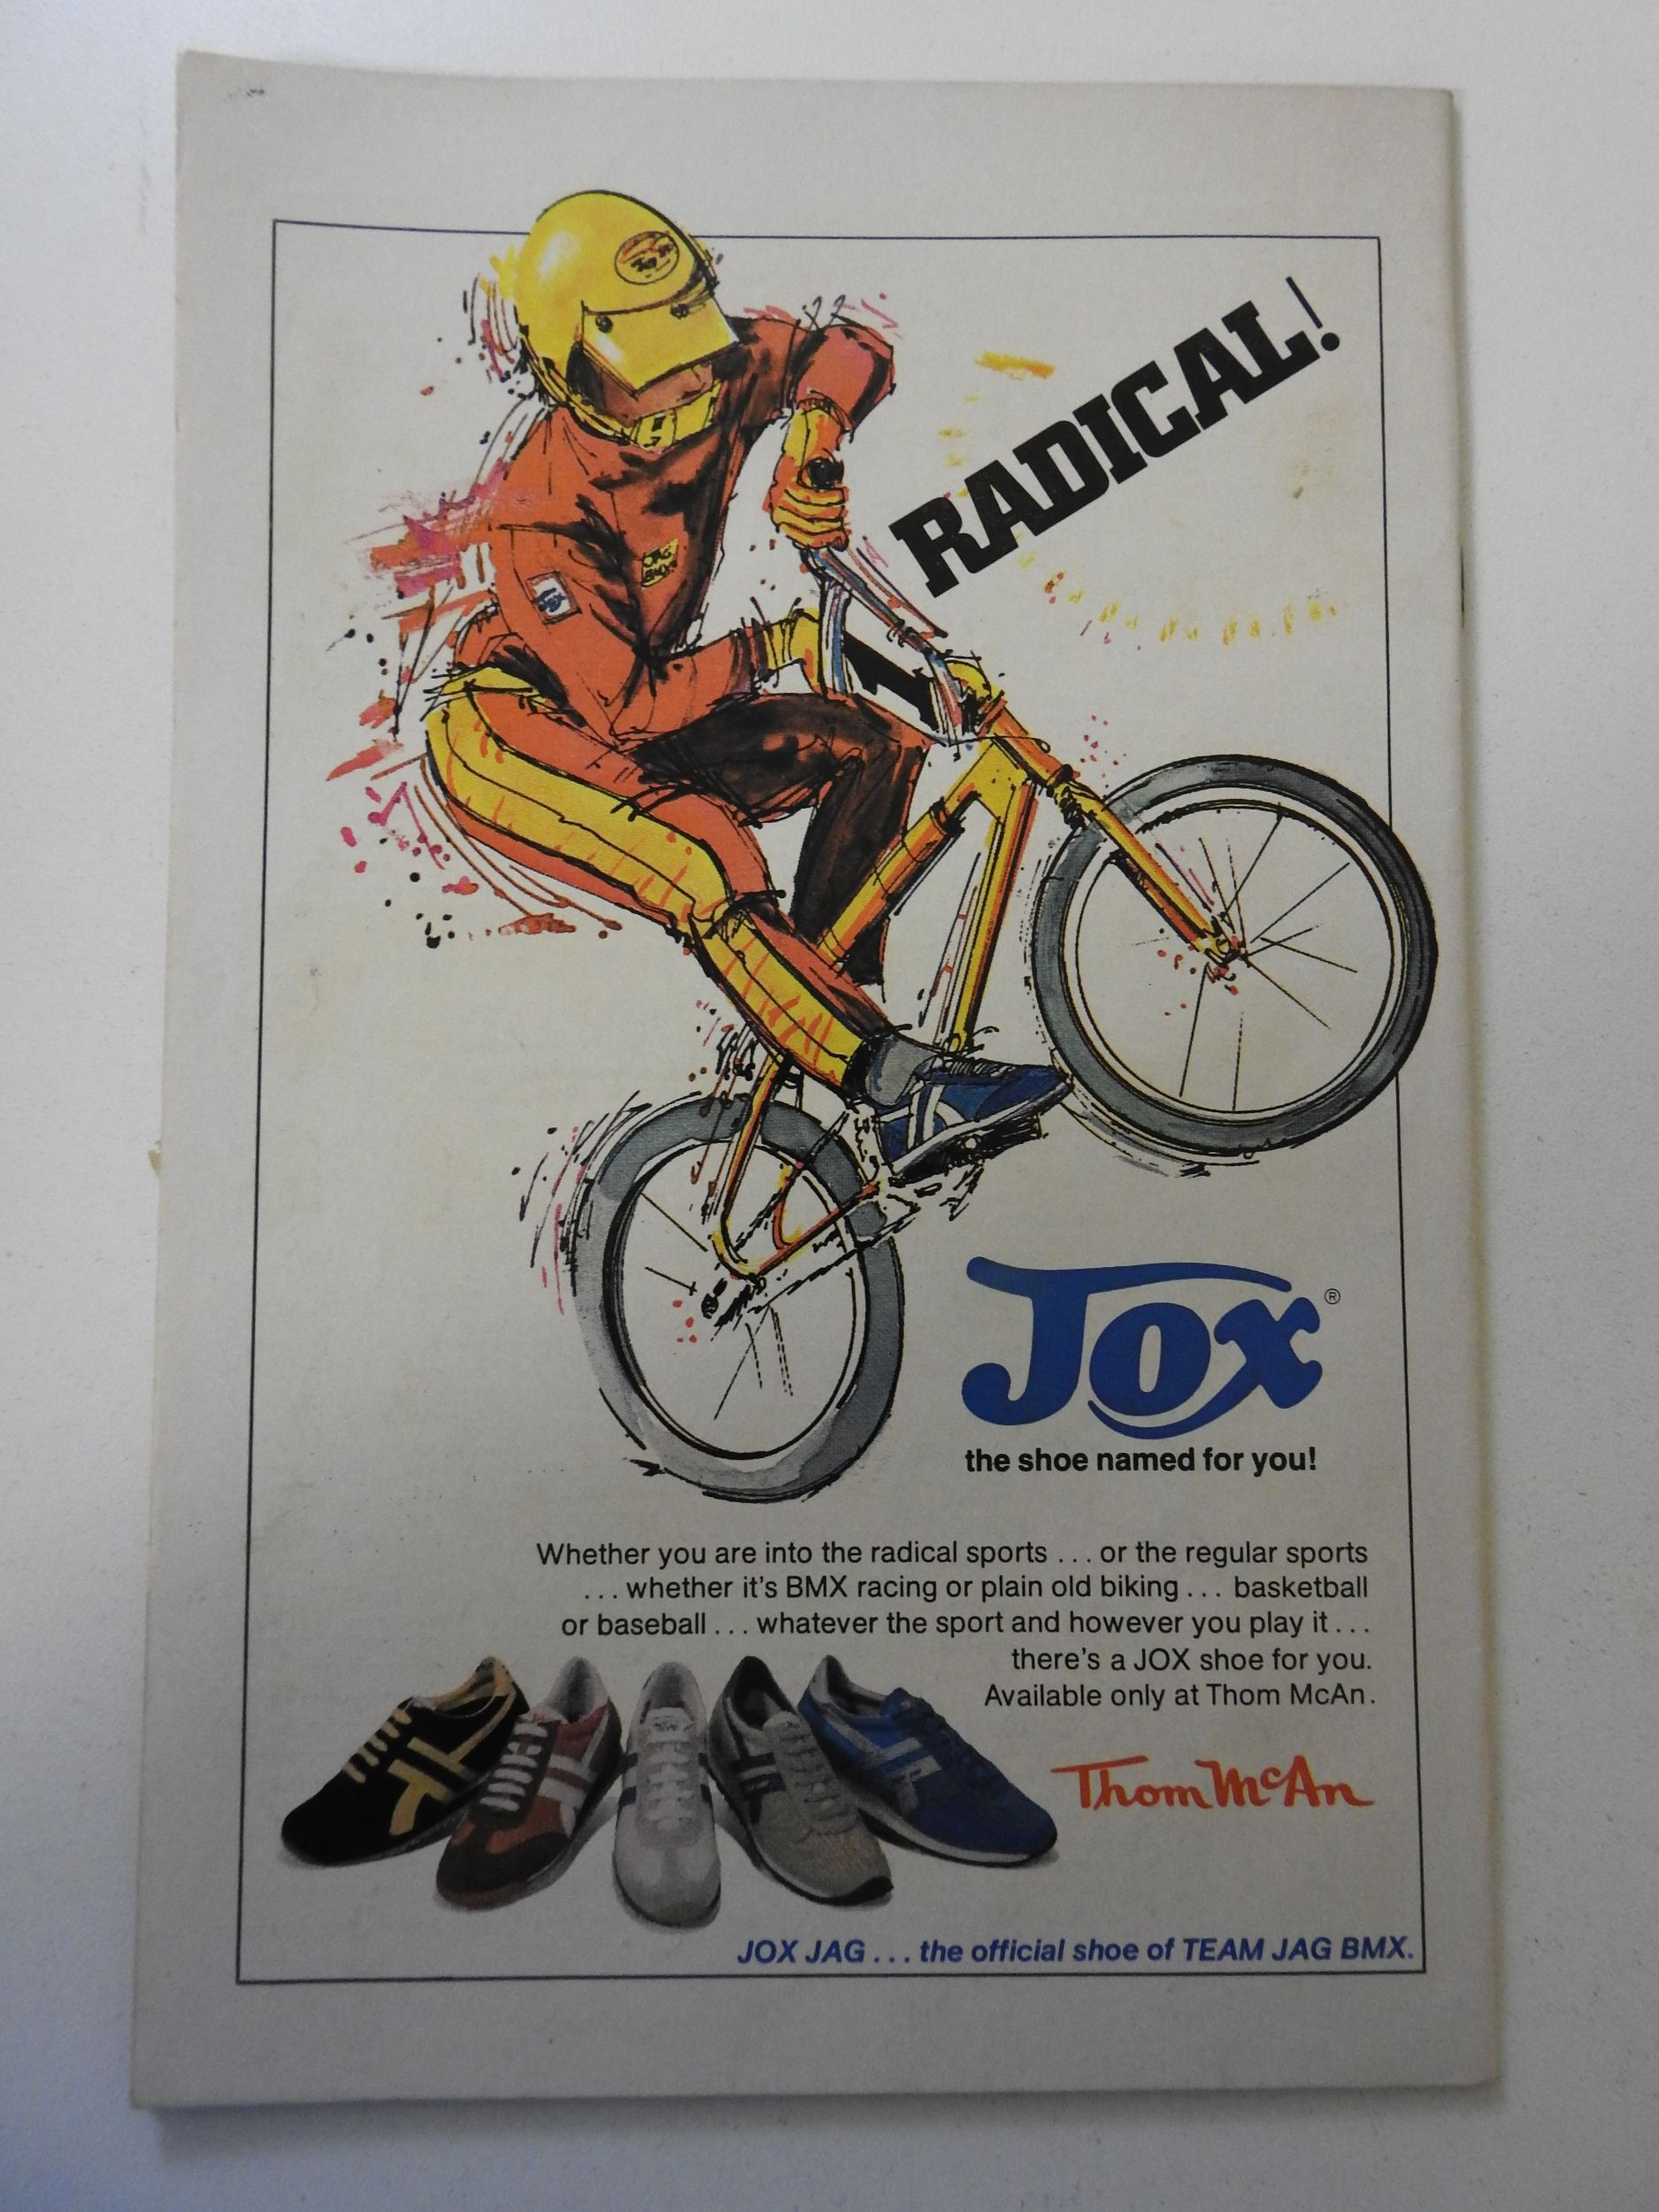 RADICAL!
JAG
BMX
1
Jox®
the shoe named for you!
Whether you are into the radical sports . . . or the regular sports
. . . whether it's BMX racing or plain old biking . . . basketball
or baseball . . . whatever the sport and however you play it . . .
there's a JOX shoe for you.
Available only at Thom McAn.
Thom McAn
JOX JAG . . . the official shoe of TEAM JAG BMX.